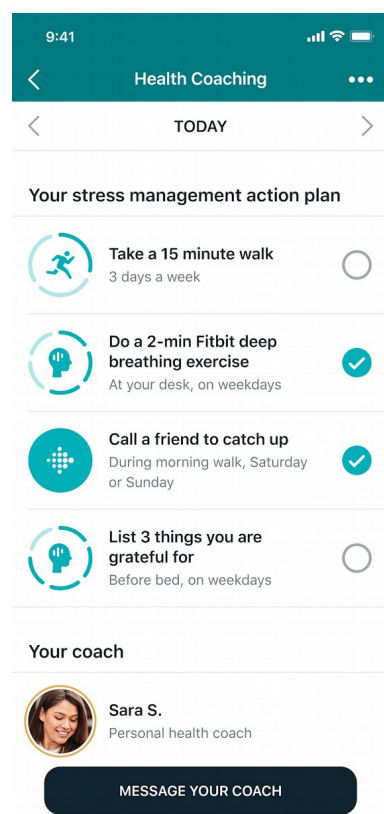 9:41
Health Coaching
TODAY
Your stress management action plan
Take a 15 minute walk
3 days a week
Do a 2-min Fitbit deep
breathing exercise
At your desk, on weekdays
Call a friend to catch up
During morning walk, Saturday
or Sunday
List 3 things you are
grateful for
Before bed, on weekdays
Your coach
Sara S.
Personal health coach
MESSAGE YOUR COACH